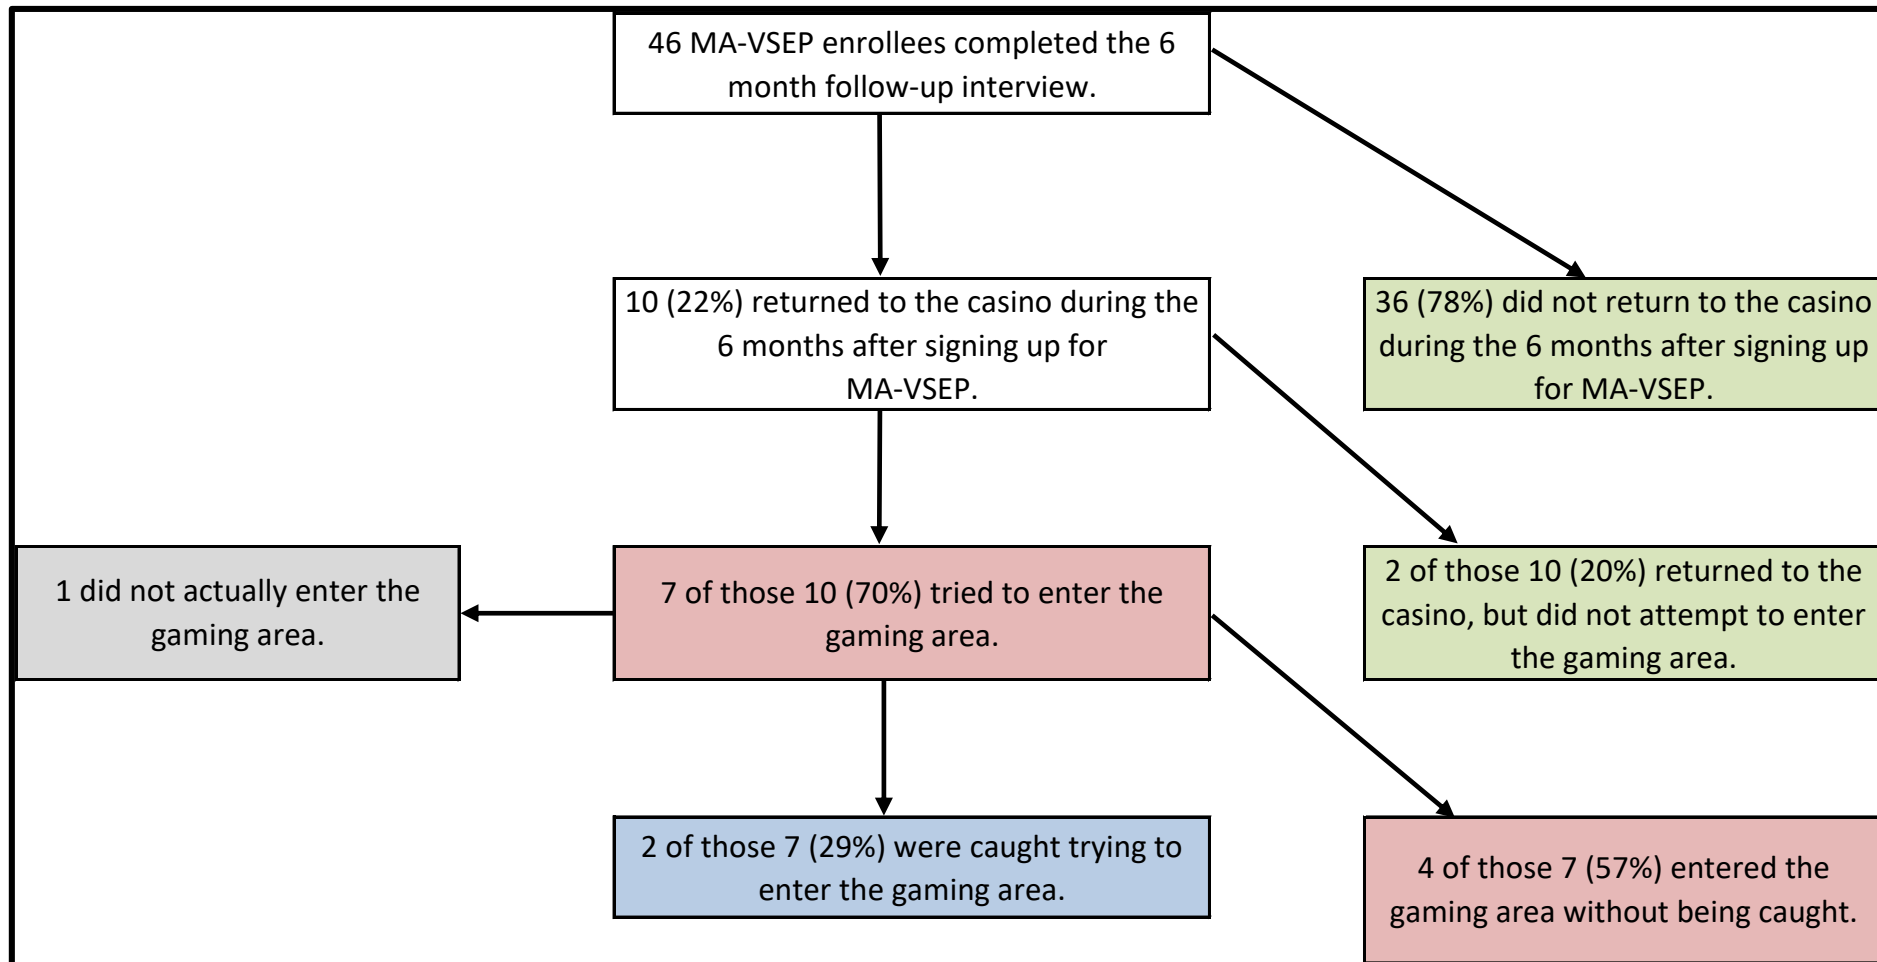 46 MA-VSEP enrollees completed the 6
month follow-up interview.
10 (22%) returned to the casino during the
6 months after signing up for
MA-VSEP.
36 (78%) did not return to the casino
during the 6 months after signing up
for MA-VSEP.
1 did not actually enter the
gaming area.
7 of those 10 (70%) tried to enter the
gaming area.
2 of those 10 (20%) returned to the
casino, but did not attempt to enter
the gaming area.
2 of those 7 (29%) were caught trying to
enter the gaming area.
4 of those 7 (57%) entered the
gaming area without being caught.